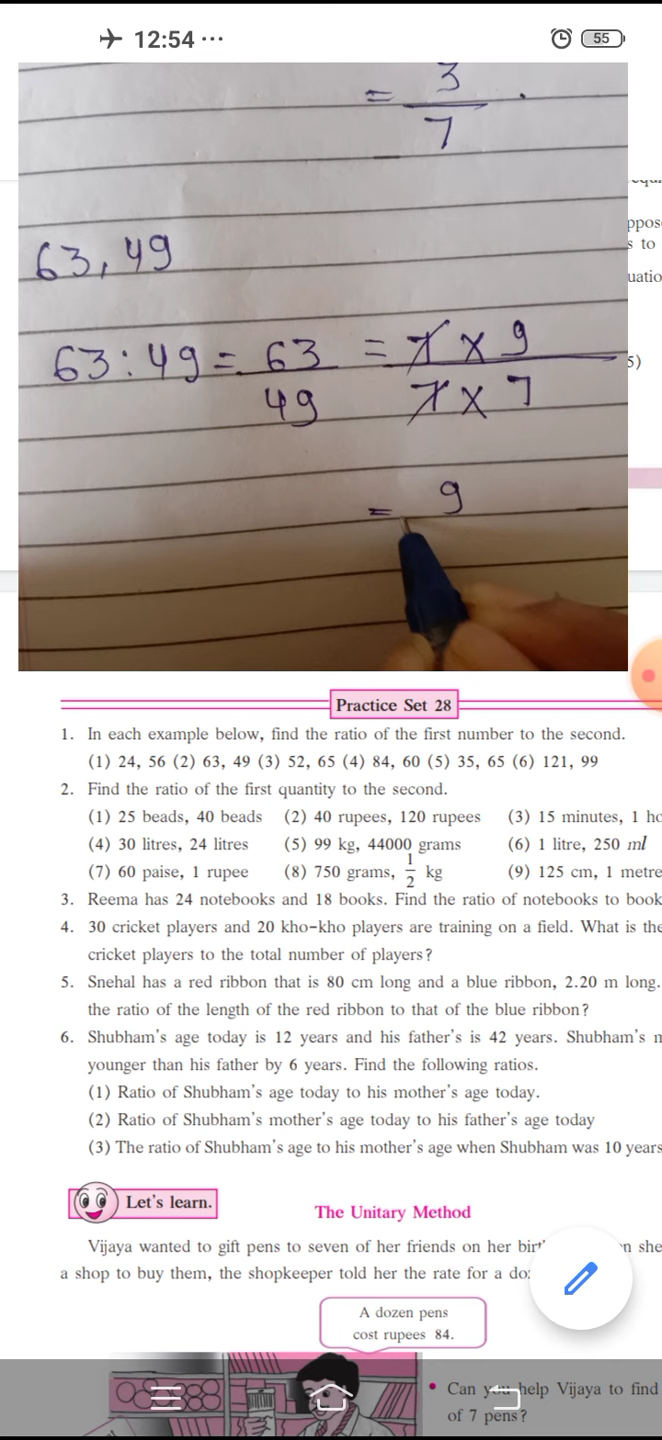 12:54 ...
55
= 3
7
63, 49
63 : 49 = 63 = 7 x 9
49 7 x 7
= 9
s to
5)
Practice Set 28
1. In each example below, find the ratio of the first number to the second.
(1) 24, 56 (2) 63, 49 (3) 52, 65 (4) 84, 60 (5) 35, 65 (6) 121, 99
2. Find the ratio of the first quantity to the second.
(1) 25 beads, 40 beads (2) 40 rupees, 120 rupees (3) 15 minutes, 1 ho
(4) 30 litres, 24 litres (5) 99 kg, 44000 grams (6) 1 litre, 250 ml
(7) 60 paise, 1 rupee (8) 750 grams, 1/2 kg (9) 125 cm, 1 metre
3. Reema has 24 notebooks and 18 books. Find the ratio of notebooks to book
4. 30 cricket players and 20 kho-kho players are training on a field. What is the
cricket players to the total number of players?
5. Snehal has a red ribbon that is 80 cm long and a blue ribbon, 2.20 m long.
the ratio of the length of the red ribbon to that of the blue ribbon?
6. Shubham's age today is 12 years and his father's is 42 years. Shubham's m
younger than his father by 6 years. Find the following ratios.
(1) Ratio of Shubham's age today to his mother's age today.
(2) Ratio of Shubham's mother's age today to his father's age today
(3) The ratio of Shubham's age to his mother's age when Shubham was 10 years
Let's learn.
The Unitary Method
Vijaya wanted to gift pens to seven of her friends on her birt she
a shop to buy them, the shopkeeper told her the rate for a do
A dozen pens
cost rupees 84.
• Can you help Vijaya to find
of 7 pens?